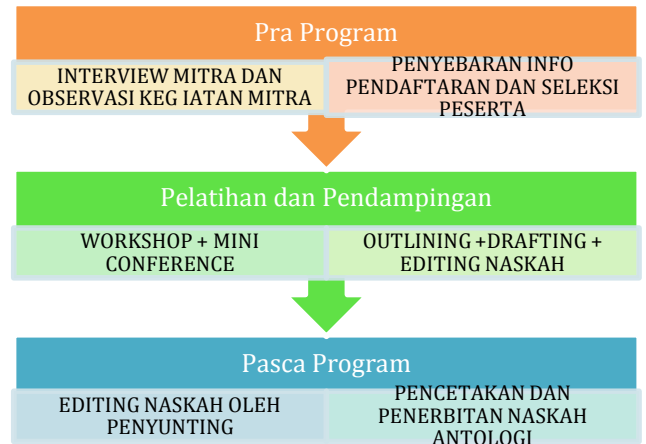 Pra Program
INTERVIEW MITRA DAN
OBSERVASI KEG IATAN MITRA
PENYEBARAN INFO
PENDAFTARAN DAN SELEKSI
PESERTA
Pelatihan dan Pendampingan
WORKSHOP + MINI
CONFERENCE
OUTLINING +DRAFTING +
EDITING NASKAH
Pasca Program
EDITING NASKAH OLEH
PENYUNTING
PENCETAKAN DAN
PENERBITAN NASKAH
ANTOLOGI